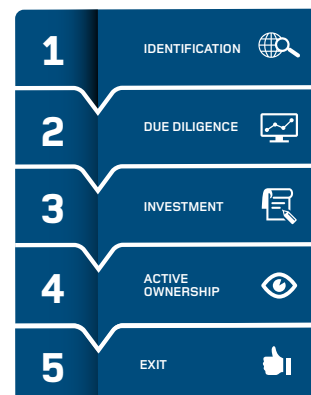 1
IDENTIFICATION
2
DUE DILIGENCE
3
INVESTMENT
4
ACTIVE
OWNERSHIP
5
EXIT